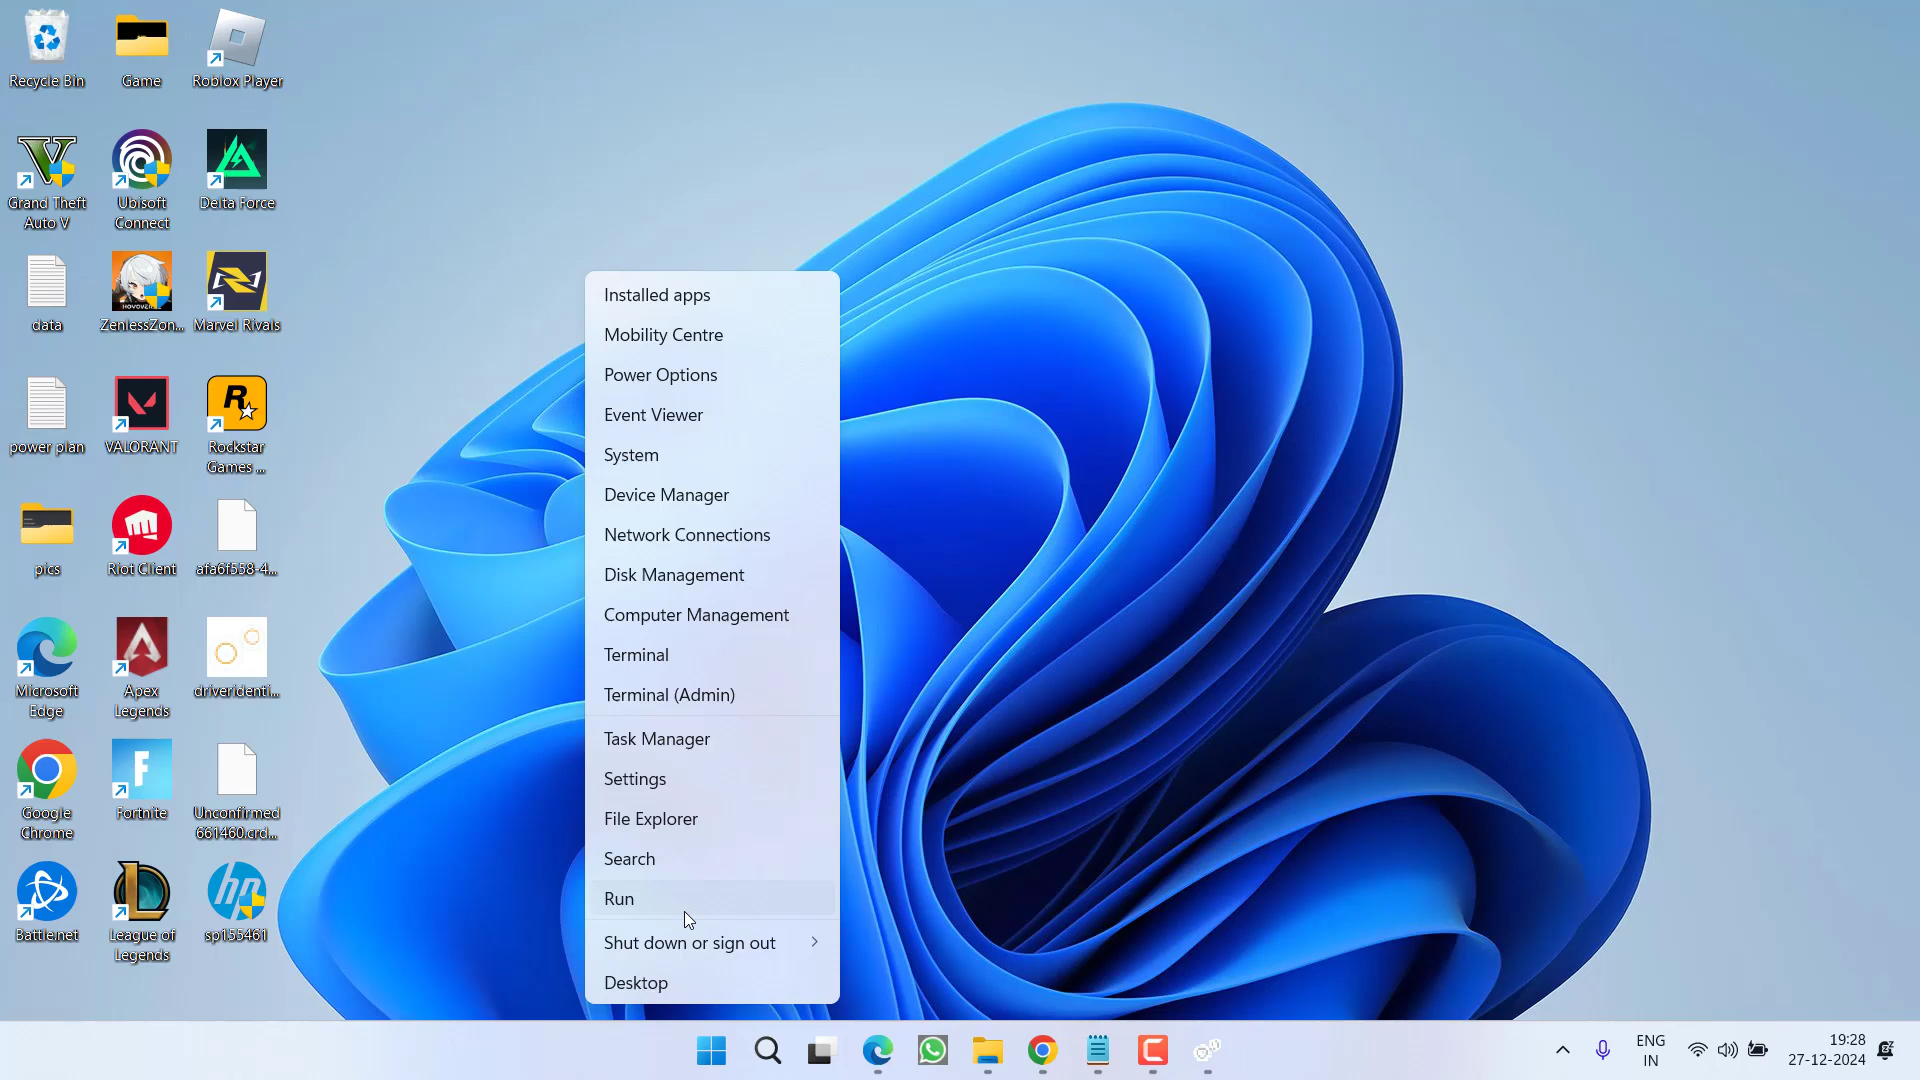 Recycle Bin
Game
Roblox Player
Grand Theft
Auto V
Ubisoft
Connect
Delta Force
data
HOYOVERSE
ZenlessZon...
Marvel Rivals
power plan
VALORANT
Rockstar
Games ...
pics
Riot Client
afa6f558-4...
Microsoft
Edge
Apex
Legends
driveridenti...
Google
Chrome
Fortnite
Unconfirmed
661460.crd...
Battle.net
League of
Legends
sp155461
Installed apps
Mobility Centre
Power Options
Event Viewer
System
Device Manager
Network Connections
Disk Management
Computer Management
Terminal
Terminal (Admin)
Task Manager
Settings
File Explorer
Search
Run
Shut down or sign out
Desktop
ENG
IN
19:28
27-12-2024